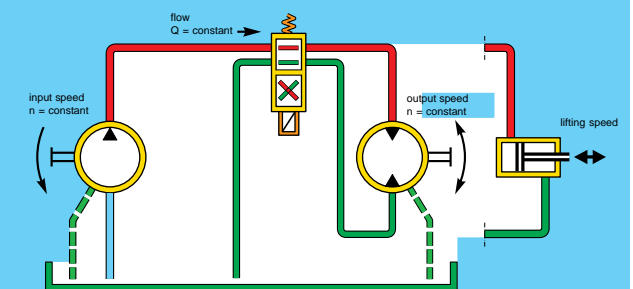 flow
Q = constant
input speed
n = constant
output speed
n = constant
lifting speed